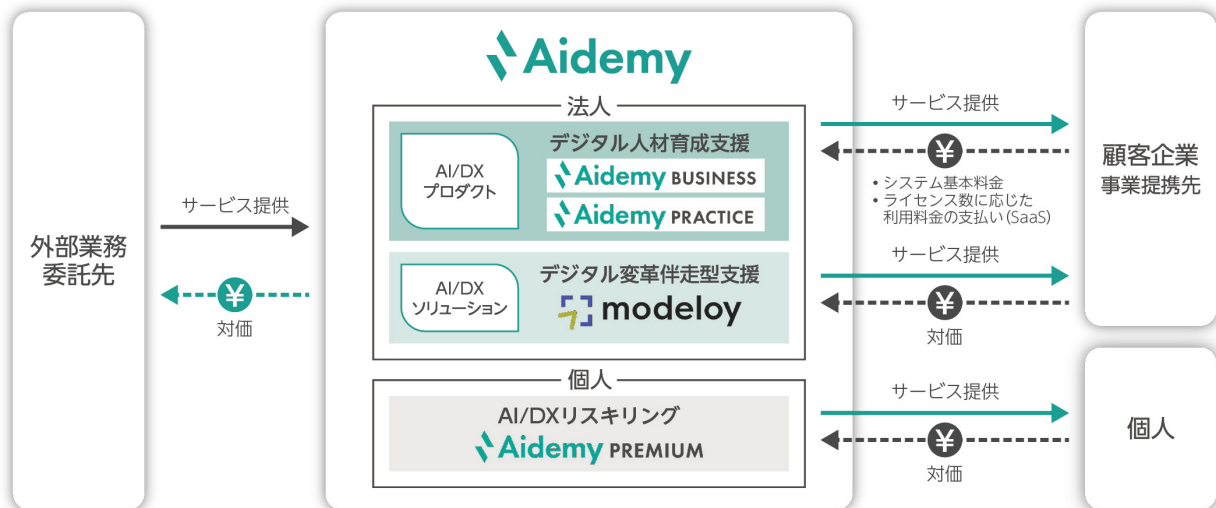 外部業務
委託先
サービス提供
¥
対価
Aidemy
法人
AI/DX
プロダクト
デジタル人材育成支援
Aidemy BUSINESS
Aidemy PRACTICE
AI/DX
ソリューション
デジタル変革伴走型支援
modeloy
個人
AI/DXリスキリング
Aidemy PREMIUM
サービス提供
¥
• システム基本料金
• ライセンス数に応じた
利用料金の支払い(SaaS)
サービス提供
¥
対価
サービス提供
¥
対価
顧客企業
事業提携先
個人